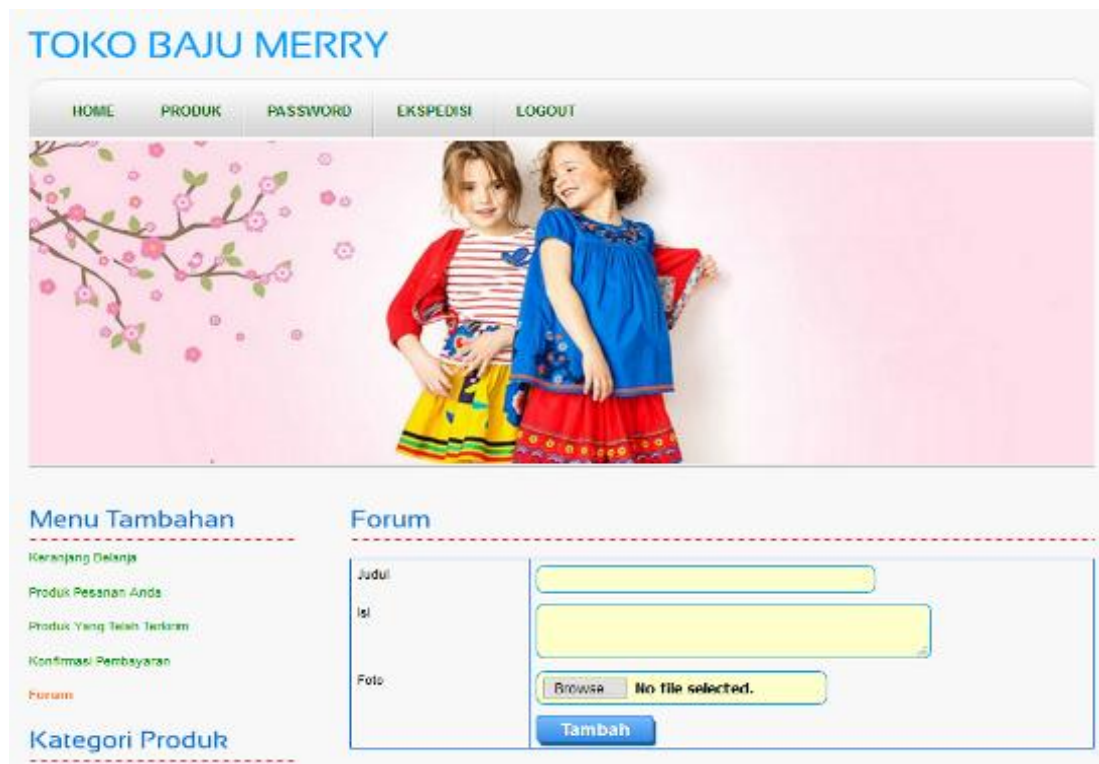 TOKO BAJU MERRY
HOME PRODUK PASSWORD EKSPEDISI LOGOUT
Menu Tambahan
Keranjang Belanja
Produk Pesanan Anda
Produk Yang Telah Terkirim
Konfirmasi Pembayaran
Forum
Kategori Produk
Forum
Judul
Isi
Foto
Browse No file selected.
Tambah